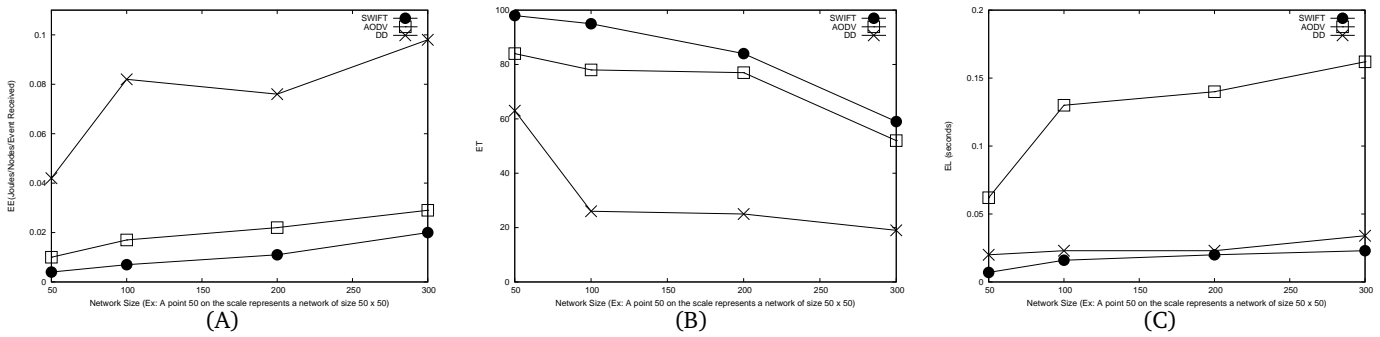 EE(Joules/Nodes/Event Received)
0.1
0.08
0.06
0.04
0.02
0
50
100
150
200
250
300
Network Size (Ex: A point 50 on the scale represents a network of size 50 x 50)
SWIFT
AODV
DD
(A)
ET
100
80
60
40
20
0
50
100
150
200
250
300
Network Size (Ex: A point 50 on the scale represents a network of size 50 x 50)
SWIFT
AODV
DD
(B)
EL (seconds)
0.2
0.15
0.1
0.05
0
50
100
150
200
250
300
Network Size (Ex: A point 50 on the scale represents a network of size 50 x 50)
SWIFT
AODV
DD
(C)